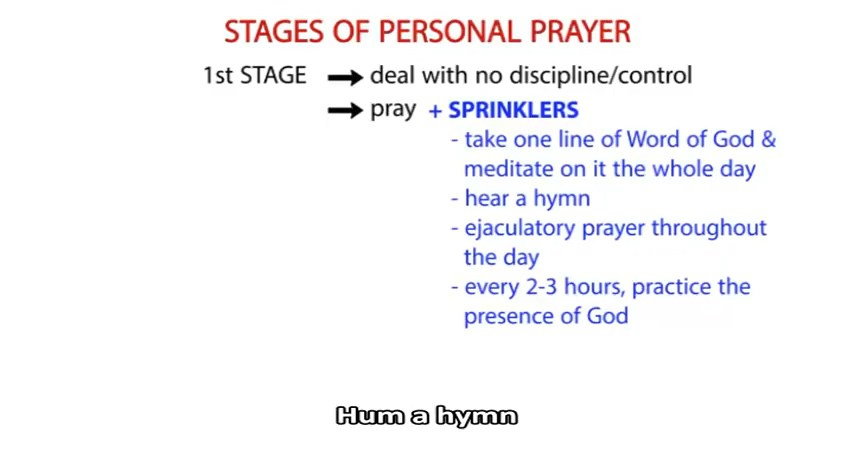 STAGES OF PERSONAL PRAYER
1st STAGE → deal with no discipline/control
→ pray + SPRINKLERS
- take one line of Word of God &
meditate on it the whole day
- hear a hymn
- ejaculatory prayer throughout
the day
- every 2-3 hours, practice the
presence of God
Hum a hymn